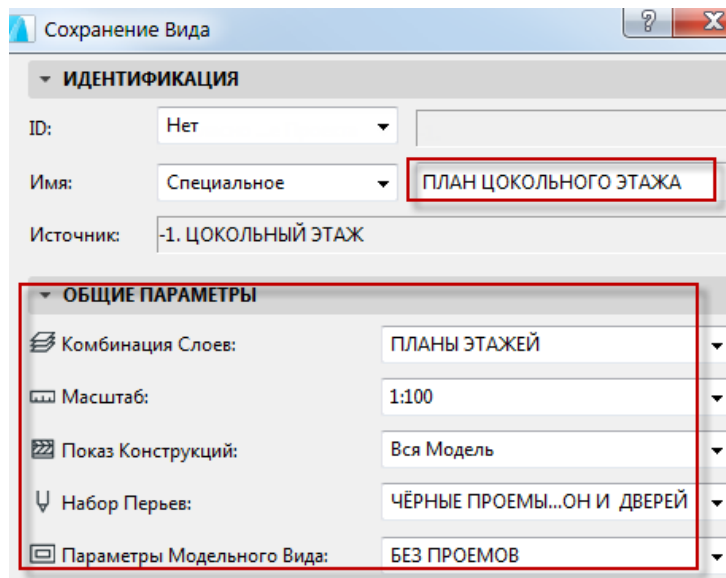 Сохранение Вида
ИДЕНТИФИКАЦИЯ
ID: Нет
Имя: Специальное ПЛАН ЦОКОЛЬНОГО ЭТАЖА
Источник: -1. ЦОКОЛЬНЫЙ ЭТАЖ
ОБЩИЕ ПАРАМЕТРЫ
Комбинация Слоев: ПЛАНЫ ЭТАЖЕЙ
Масштаб: 1:100
Показ Конструкций: Вся Модель
Набор Перьев: ЧЁРНЫЕ ПРОЕМЫ...ОН И ДВЕРЕЙ
Параметры Модельного Вида: БЕЗ ПРОЕМОВ